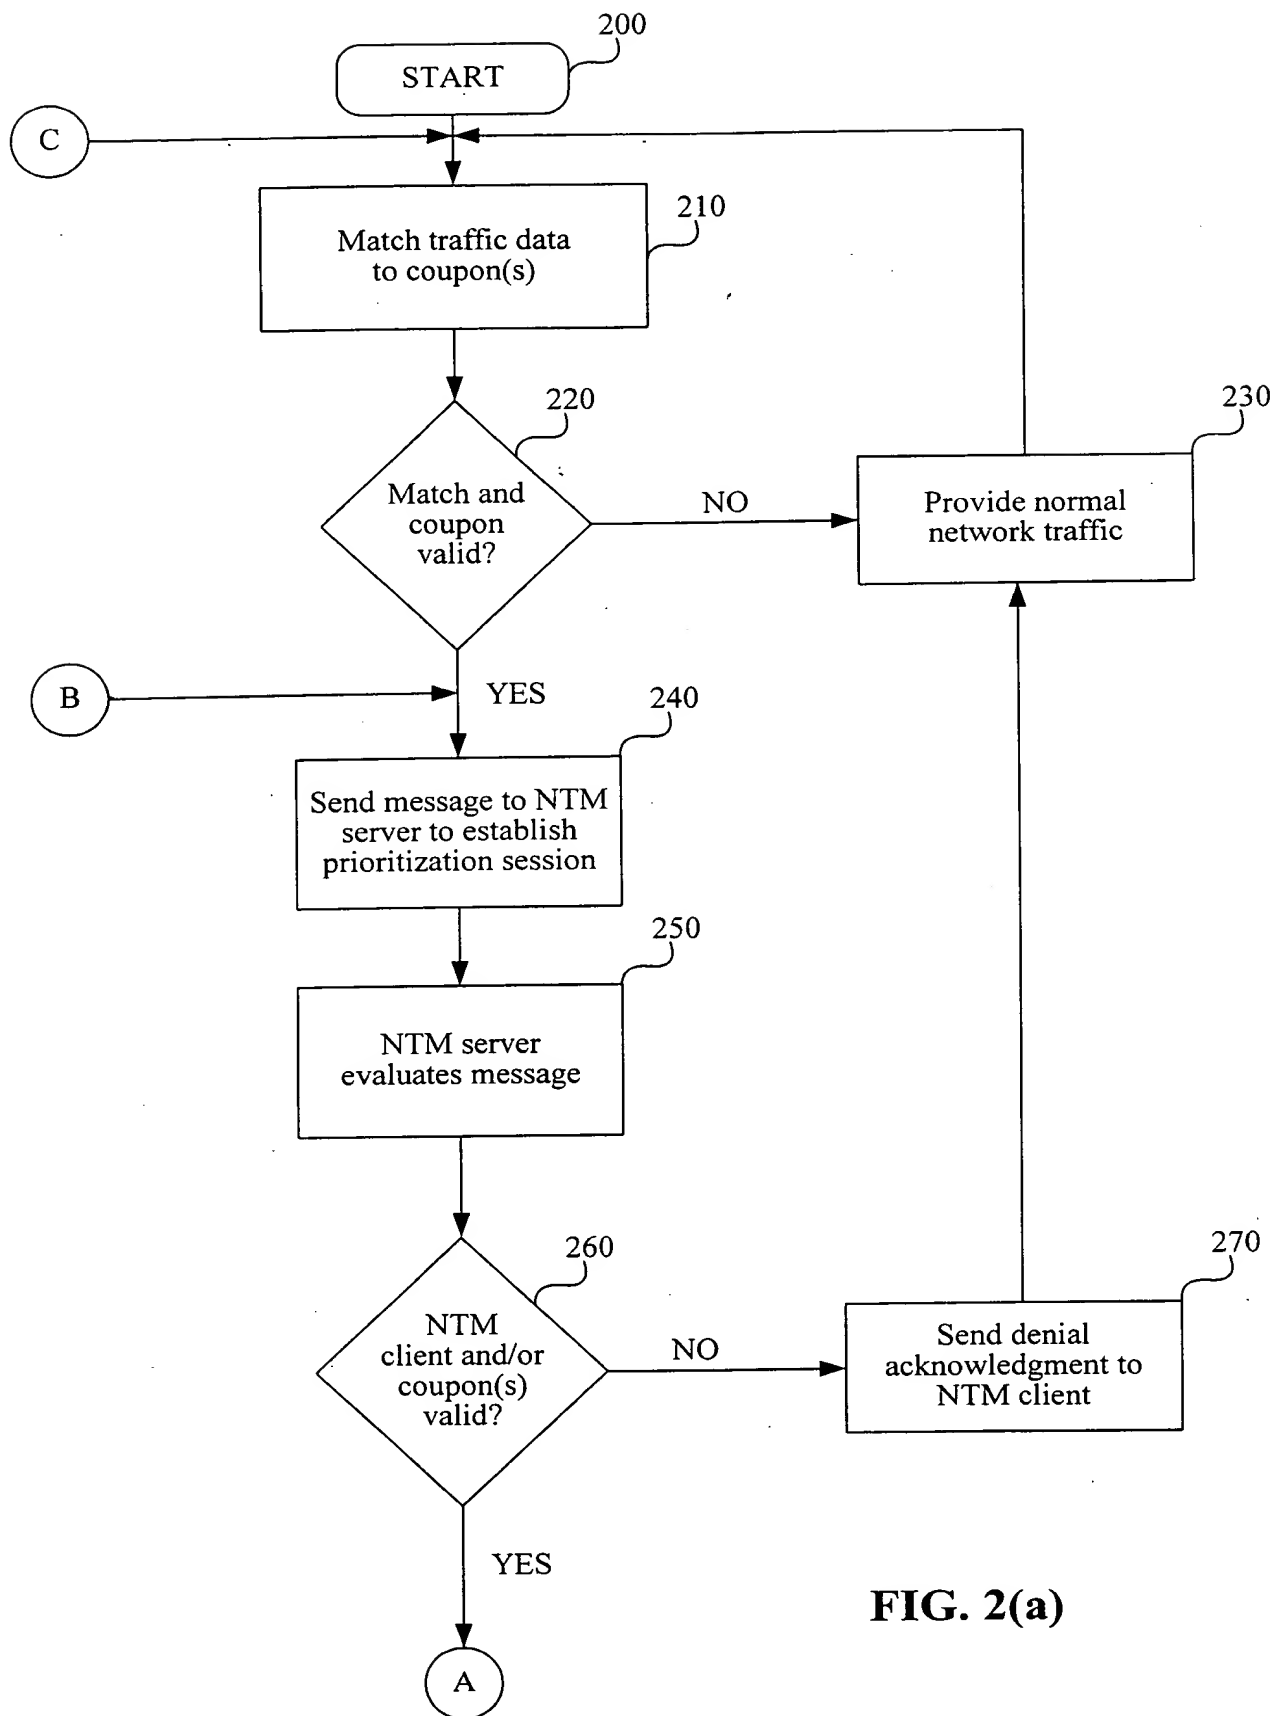 200
START
C
210
Match traffic data
to coupon(s)
220
230
Match and
coupon
valid?
NO
Provide normal
network traffic
B
YES
240
Send message to NTM
server to establish
prioritization session
250
NTM server
evaluates message
260
270
NTM
client and/or
coupon(s)
valid?
NO
Send denial
acknowledgment to
NTM client
YES
FIG. 2(a)
A